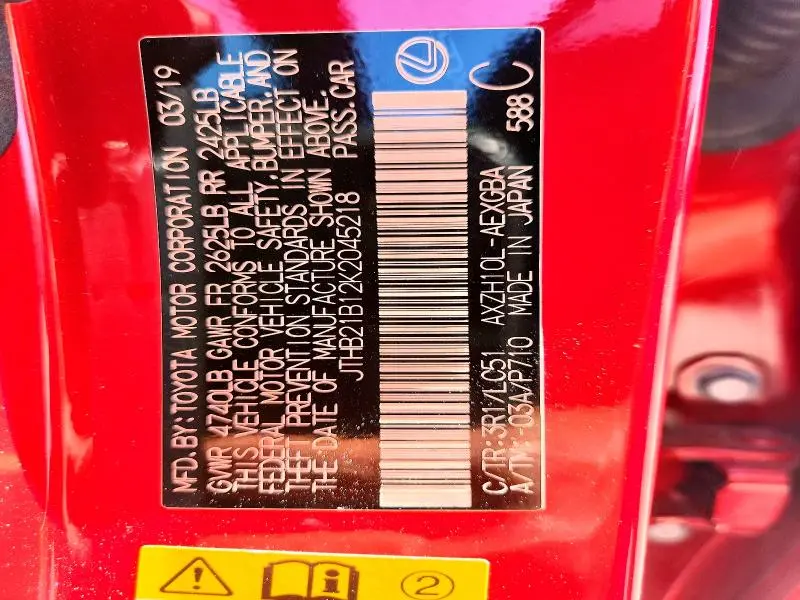 MFD. BY: TOYOTA MOTOR CORPORATION 03/19
GVWR 4740LB GAWR FR 2625LB RR 2425LB
THIS VEHICLE CONFORMS TO ALL APPLICABLE
FEDERAL MOTOR VEHICLE SAFETY, BUMPER, AND
THEFT PREVENTION STANDARDS IN EFFECT ON
THE DATE OF MANUFACTURE SHOWN ABOVE.
JTHB21B12K2045218 PASS. CAR
C/TR: 3R1/LC51 AXZH10L-AEXGBA C
A/TM: -03A/P710 MADE IN JAPAN 588
2